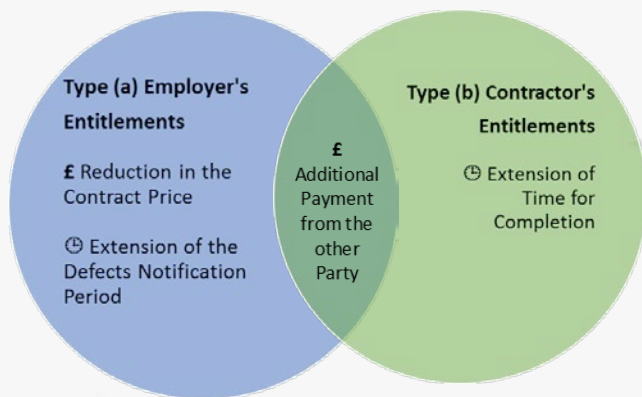 Type (a) Employer's
Entitlements
£ Reduction in the
Contract Price
🕒 Extension of the
Defects Notification
Period
£
Additional
Payment
from the
other
Party
Type (b) Contractor's
Entitlements
🕒 Extension of
Time for
Completion